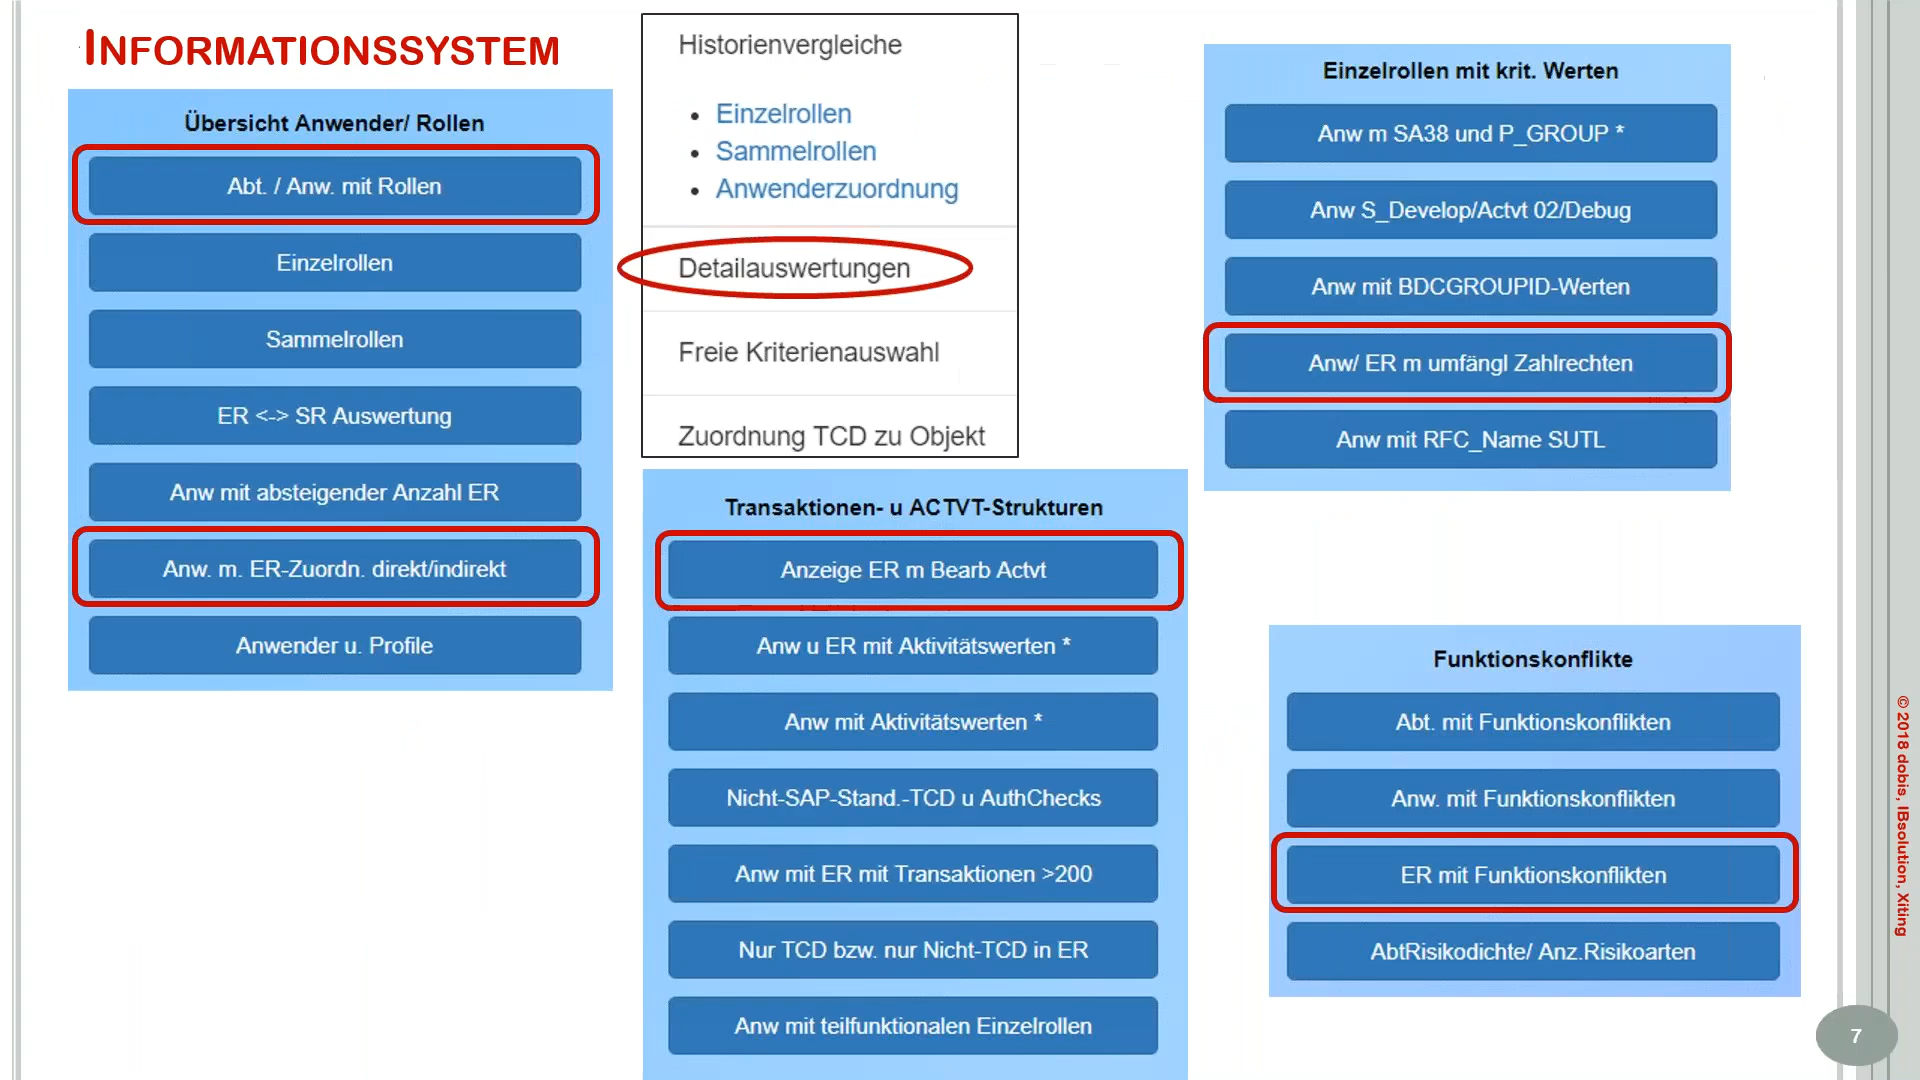 INFORMATIONSSYSTEM
Übersicht Anwender/ Rollen
Abt. / Anw. mit Rollen
Einzelrollen
Sammelrollen
ER <-> SR Auswertung
Anw mit absteigender Anzahl ER
Anw. m. ER-Zuordn. direkt/indirekt
Anwender u. Profile
Historienvergleiche
• Einzelrollen
• Sammelrollen
• Anwenderzuordnung
Detailauswertungen
Freie Kriterienauswahl
Zuordnung TCD zu Objekt
Transaktionen- u ACTVT-Strukturen
Anzeige ER m Bearb Actvt
Anw u ER mit Aktivitätswerten *
Anw mit Aktivitätswerten *
Nicht-SAP-Stand.-TCD u AuthChecks
Anw mit ER mit Transaktionen >200
Nur TCD bzw. nur Nicht-TCD in ER
Anw mit teilfunktionalen Einzelrollen
Einzelrollen mit krit. Werten
Anw m SA38 und P_GROUP *
Anw S_Develop/Actvt 02/Debug
Anw mit BDCGROUPID-Werten
Anw/ ER m umfängl Zahlrechten
Anw mit RFC_Name SUTL
Funktionskonflikte
Abt. mit Funktionskonflikten
Anw. mit Funktionskonflikten
ER mit Funktionskonflikten
AbtRisikodichte/ Anz.Risikoarten
© 2018 dobis, IBsolution, Xiting
7